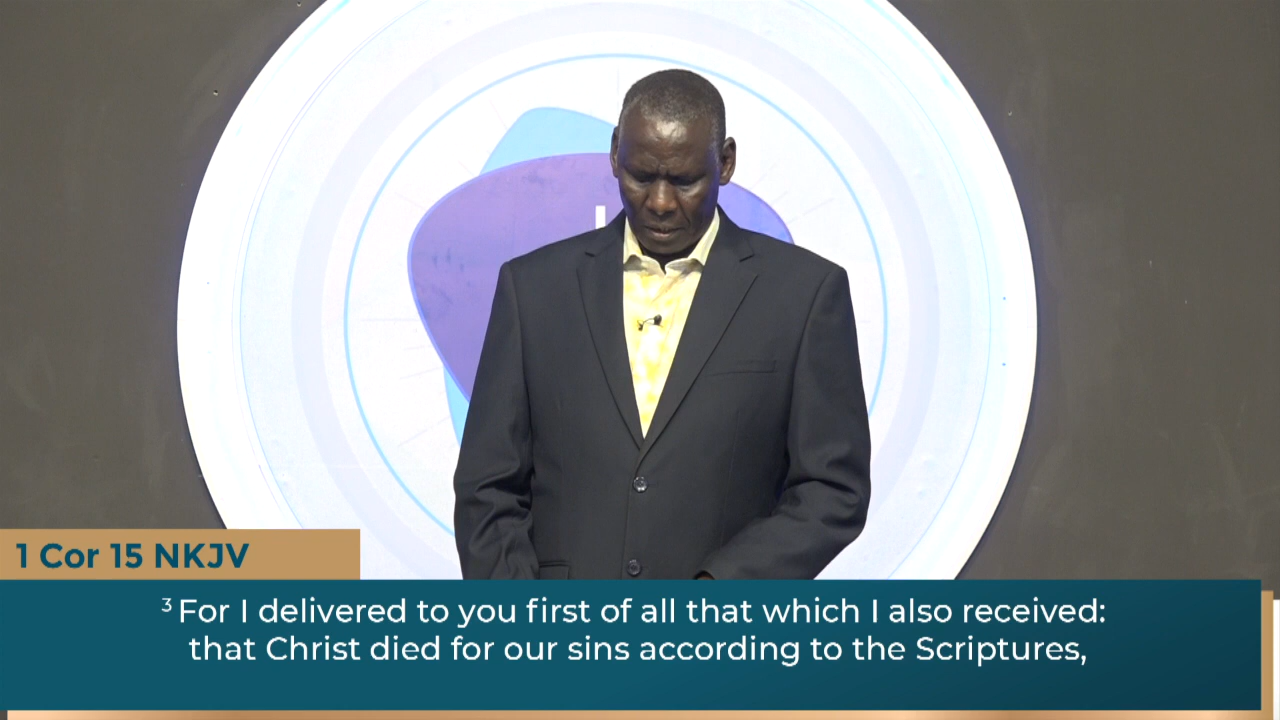 1 Cor 15 NKJV
3 For I delivered to you first of all that which I also received:
that Christ died for our sins according to the Scriptures,